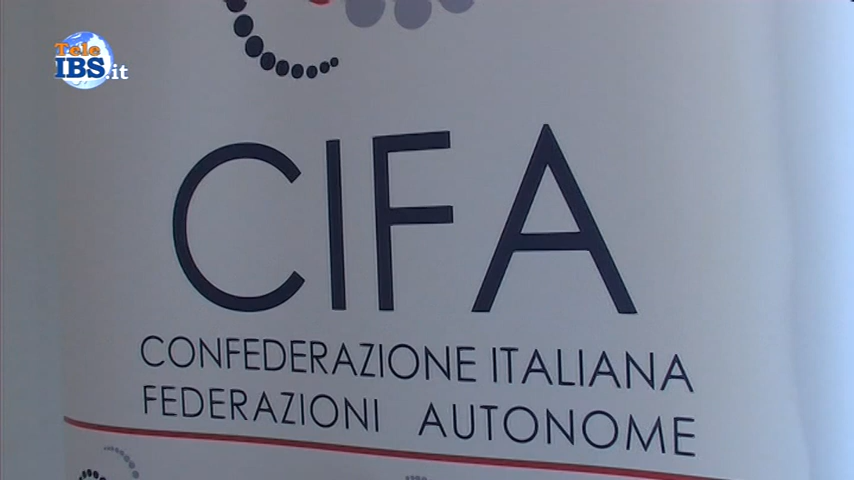 Tele
IBS.it
CIFA
CONFEDERAZIONE ITALIANA
FEDERAZIONI AUTONOME